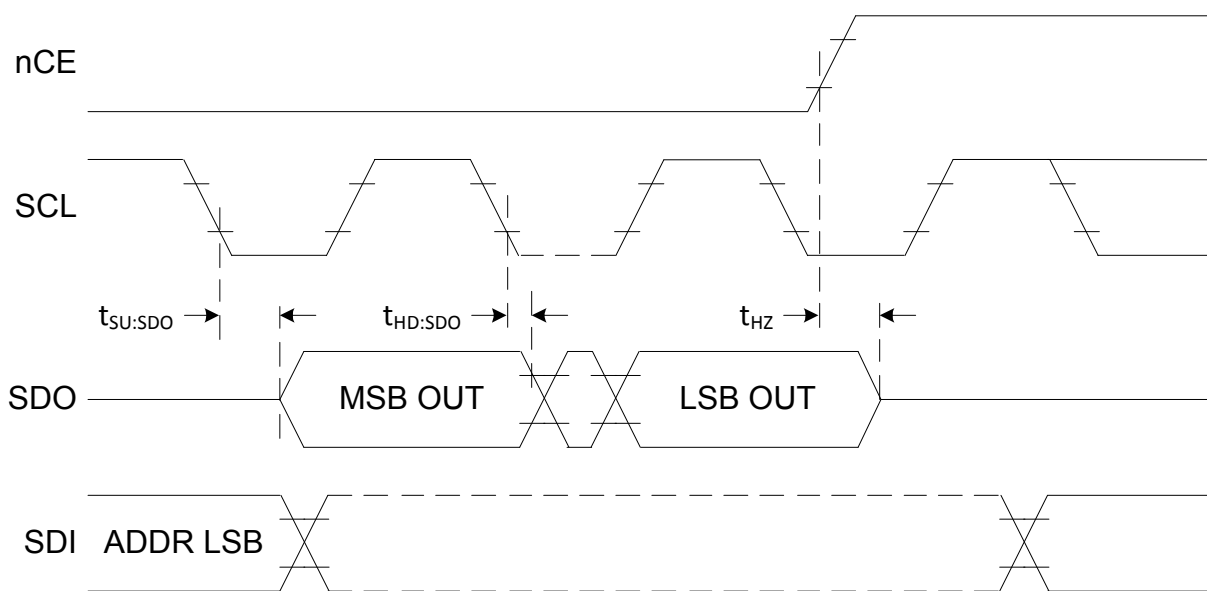 nCE
SCL
tSU:SDO
tHD:SDO
tHZ
SDO
MSB OUT
LSB OUT
SDI
ADDR LSB